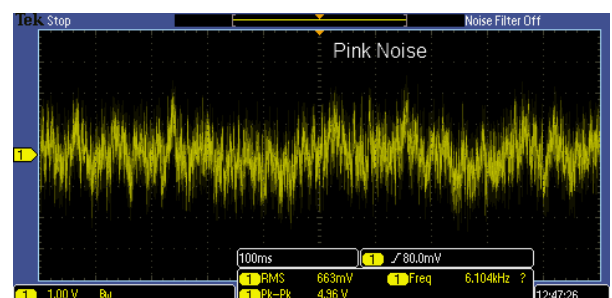 Tek Stop Noise Filter Off
Pink Noise
1
100ms 1 80.0mV
1 RMS 663mV 1 Freq 6.104kHz ?
1 1.00 V Bw 1 Pk-Pk 4.96 V 12:47:26